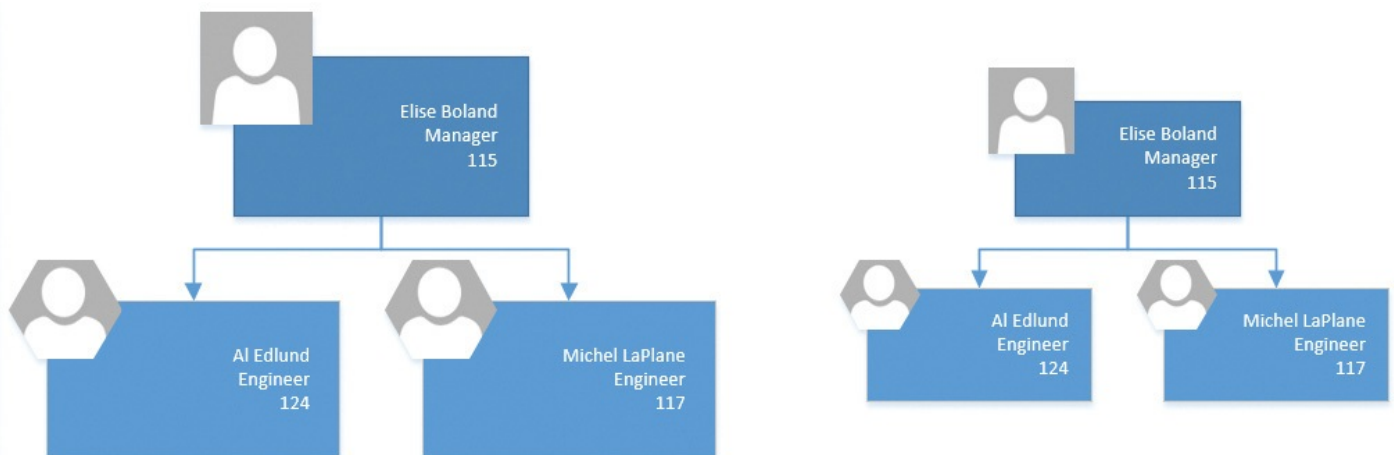 Elise Boland
Manager
115
Al Edlund
Engineer
124
Michel LaPlane
Engineer
117
Elise Boland
Manager
115
Al Edlund
Engineer
124
Michel LaPlane
Engineer
117